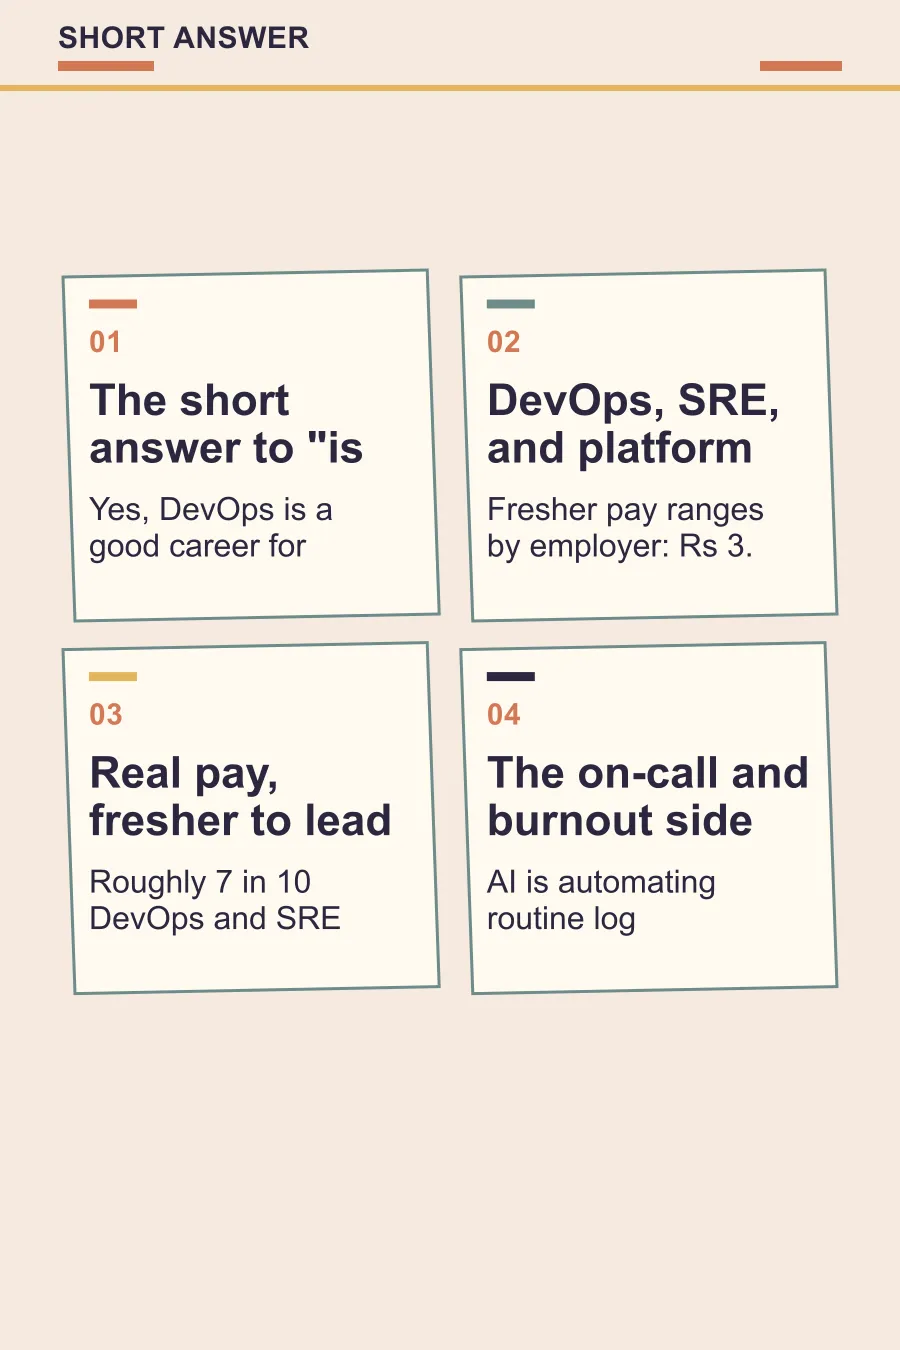 SHORT ANSWER
01
The short
answer to "is
Yes, DevOps is a
good career for
02
DevOps, SRE,
and platform
Fresher pay ranges
by employer: Rs 3.
03
Real pay,
fresher to lead
Roughly 7 in 10
DevOps and SRE
04
The on-call and
burnout side
AI is automating
routine log